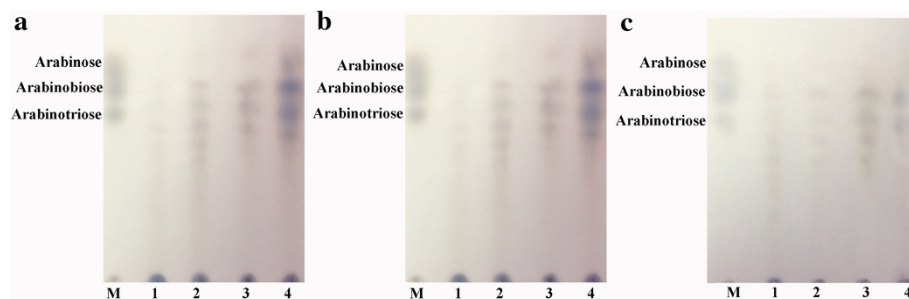 a
Arabinose
Arabinobiose
Arabinotriose
M 1 2 3 4
b
Arabinose
Arabinobiose
Arabinotriose
M 1 2 3 4
c
Arabinose
Arabinobiose
Arabinotriose
M 1 2 3 4